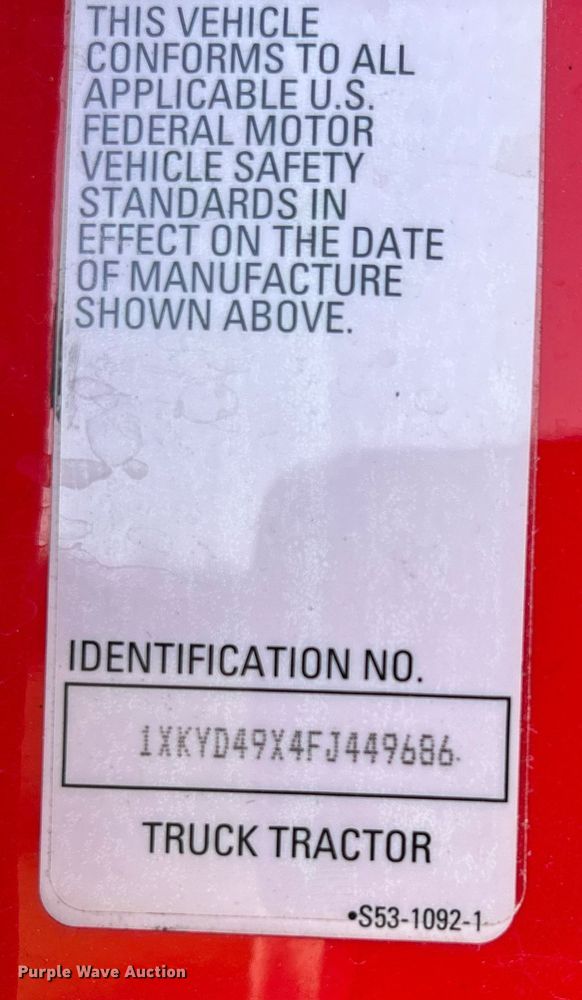 THIS VEHICLE
CONFORMS TO ALL
APPLICABLE U.S.
FEDERAL MOTOR
VEHICLE SAFETY
STANDARDS IN
EFFECT ON THE DATE
OF MANUFACTURE
SHOWN ABOVE.
IDENTIFICATION NO.
1XKYD49X4FJ449686
TRUCK TRACTOR
•S53-1092-1
Purple Wave Auction